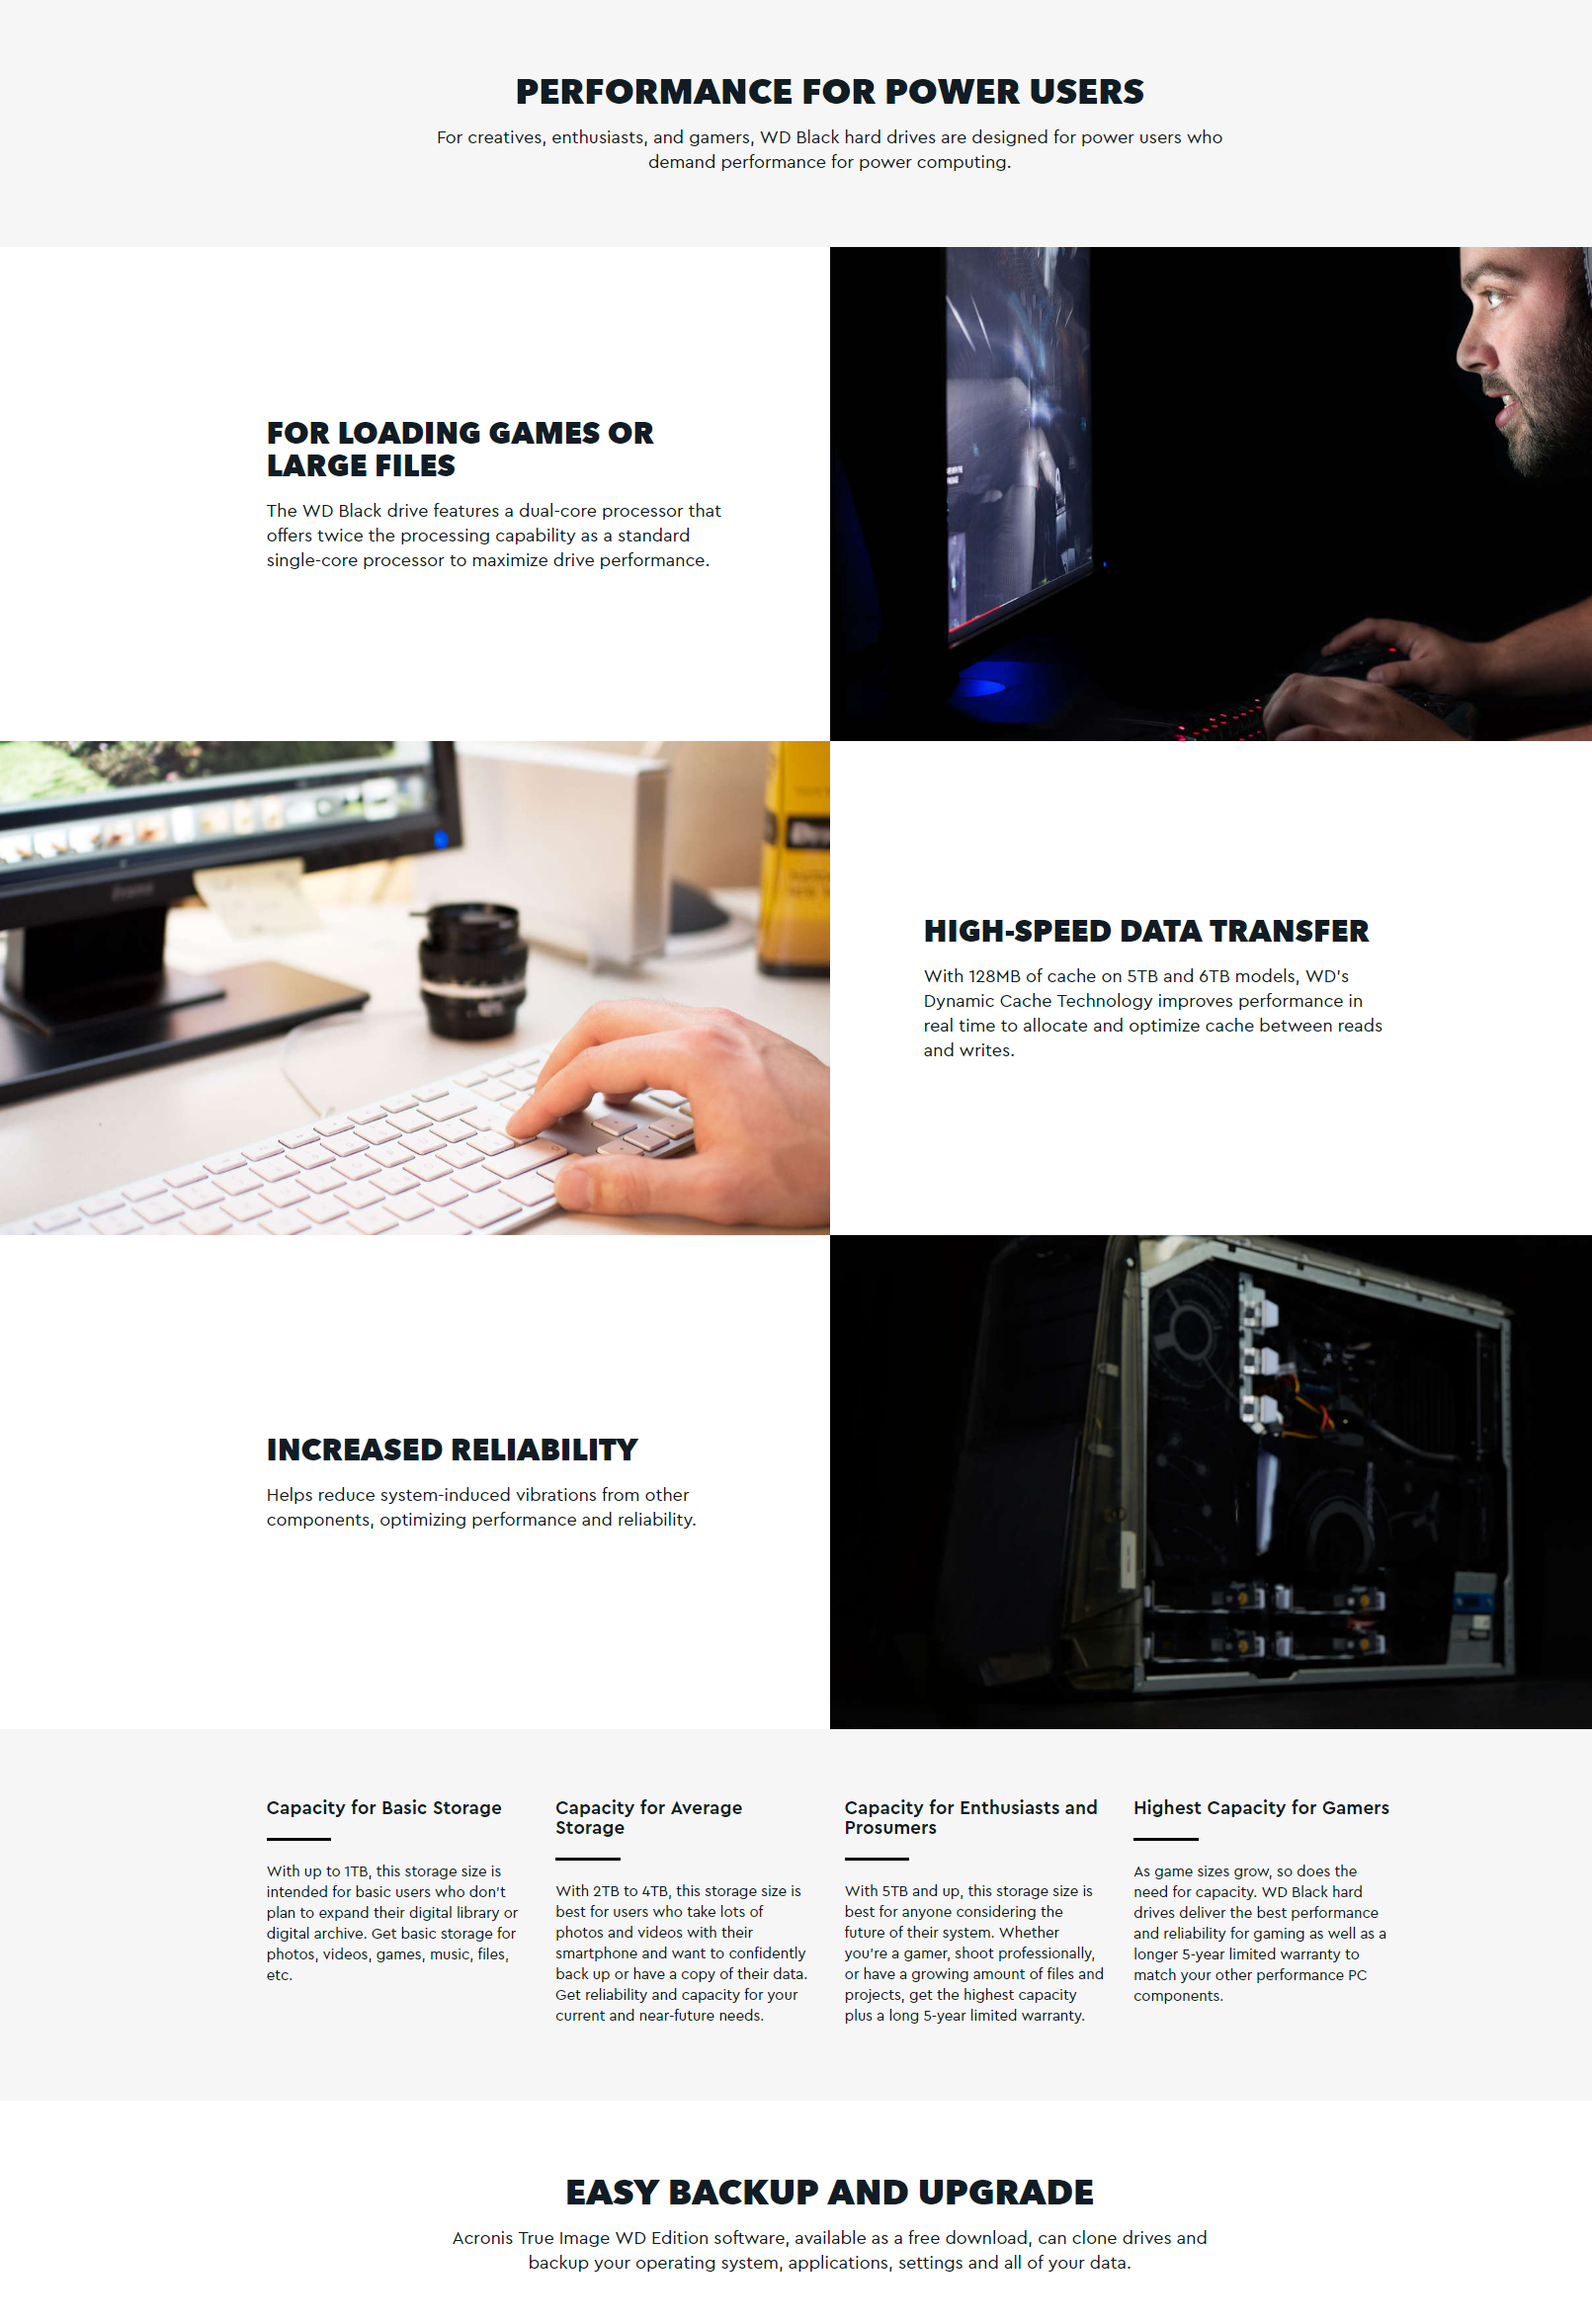 PERFORMANCE FOR POWER USERS
For creatives, enthusiasts, and gamers, WD Black hard drives are designed for power users who
demand performance for power computing.
FOR LOADING GAMES OR
LARGE FILES
The WD Black drive features a dual-core processor that
offers twice the processing capability as a standard
single-core processor to maximize drive performance.
HIGH-SPEED DATA TRANSFER
With 128MB of cache on 5TB and 6TB models, WD's
Dynamic Cache Technology improves performance in
real time to allocate and optimize cache between reads
and writes.
INCREASED RELIABILITY
Helps reduce system-induced vibrations from other
components, optimizing performance and reliability.
Capacity for Basic Storage
With up to 1TB, this storage size is
intended for basic users who don't
plan to expand their digital library or
digital archive. Get basic storage for
photos, videos, games, music, files,
etc.
Capacity for Average
Storage
With 2TB to 4TB, this storage size is
best for users who take lots of
photos and videos with their
smartphone and want to confidently
back up or have a copy of their data.
Get reliability and capacity for your
current and near-future needs.
Capacity for Enthusiasts and
Prosumers
With 5TB and up, this storage size is
best for anyone considering the
future of their system. Whether
you're a gamer, shoot professionally,
or have a growing amount of files and
projects, get the highest capacity
plus a long 5-year limited warranty.
Highest Capacity for Gamers
As game sizes grow, so does the
need for capacity. WD Black hard
drives deliver the best performance
and reliability for gaming as well as a
longer 5-year limited warranty to
match your other performance PC
components.
EASY BACKUP AND UPGRADE
Acronis True Image WD Edition software, available as a free download, can clone drives and
backup your operating system, applications, settings and all of your data.